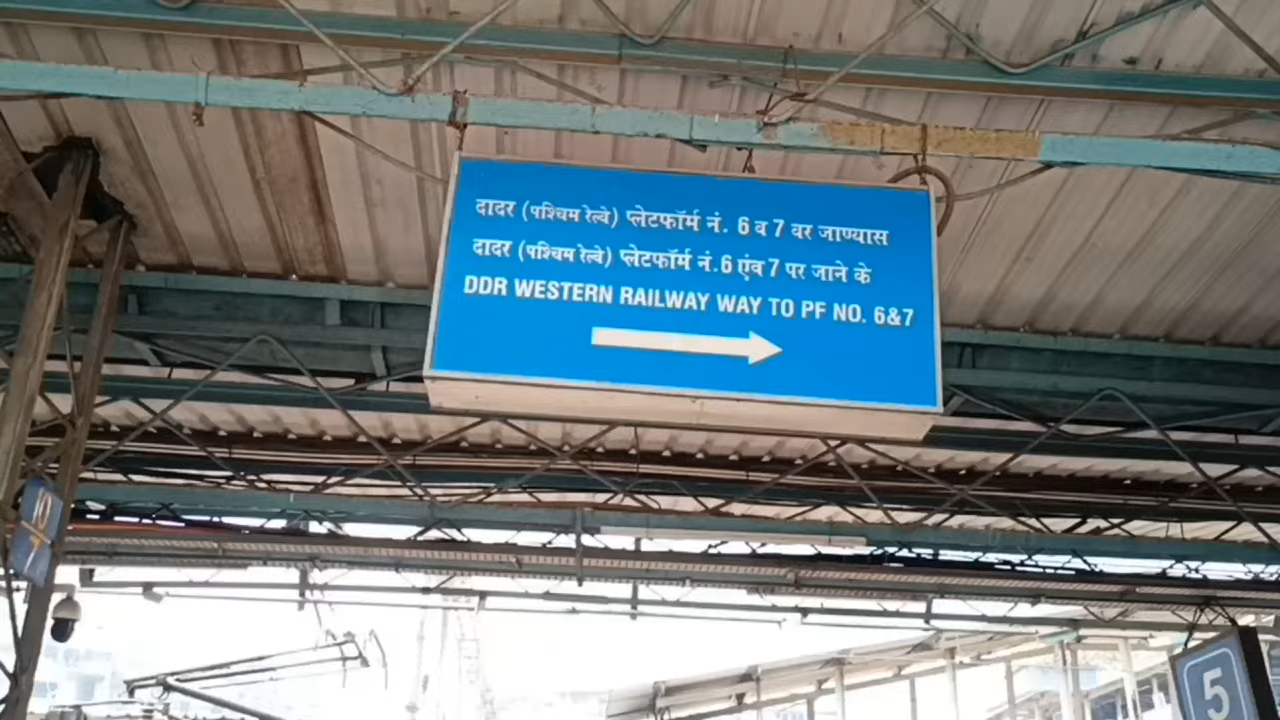 दादर (पश्चिम रेल्वे) प्लेटफॉर्म नं. 6 व 7 वर जाण्यास
दादर (पश्चिम रेल्वे) प्लेटफॉर्म नं.6 एंव 7 पर जाने के
DDR WESTERN RAILWAY WAY TO PF NO. 6&7
10
5